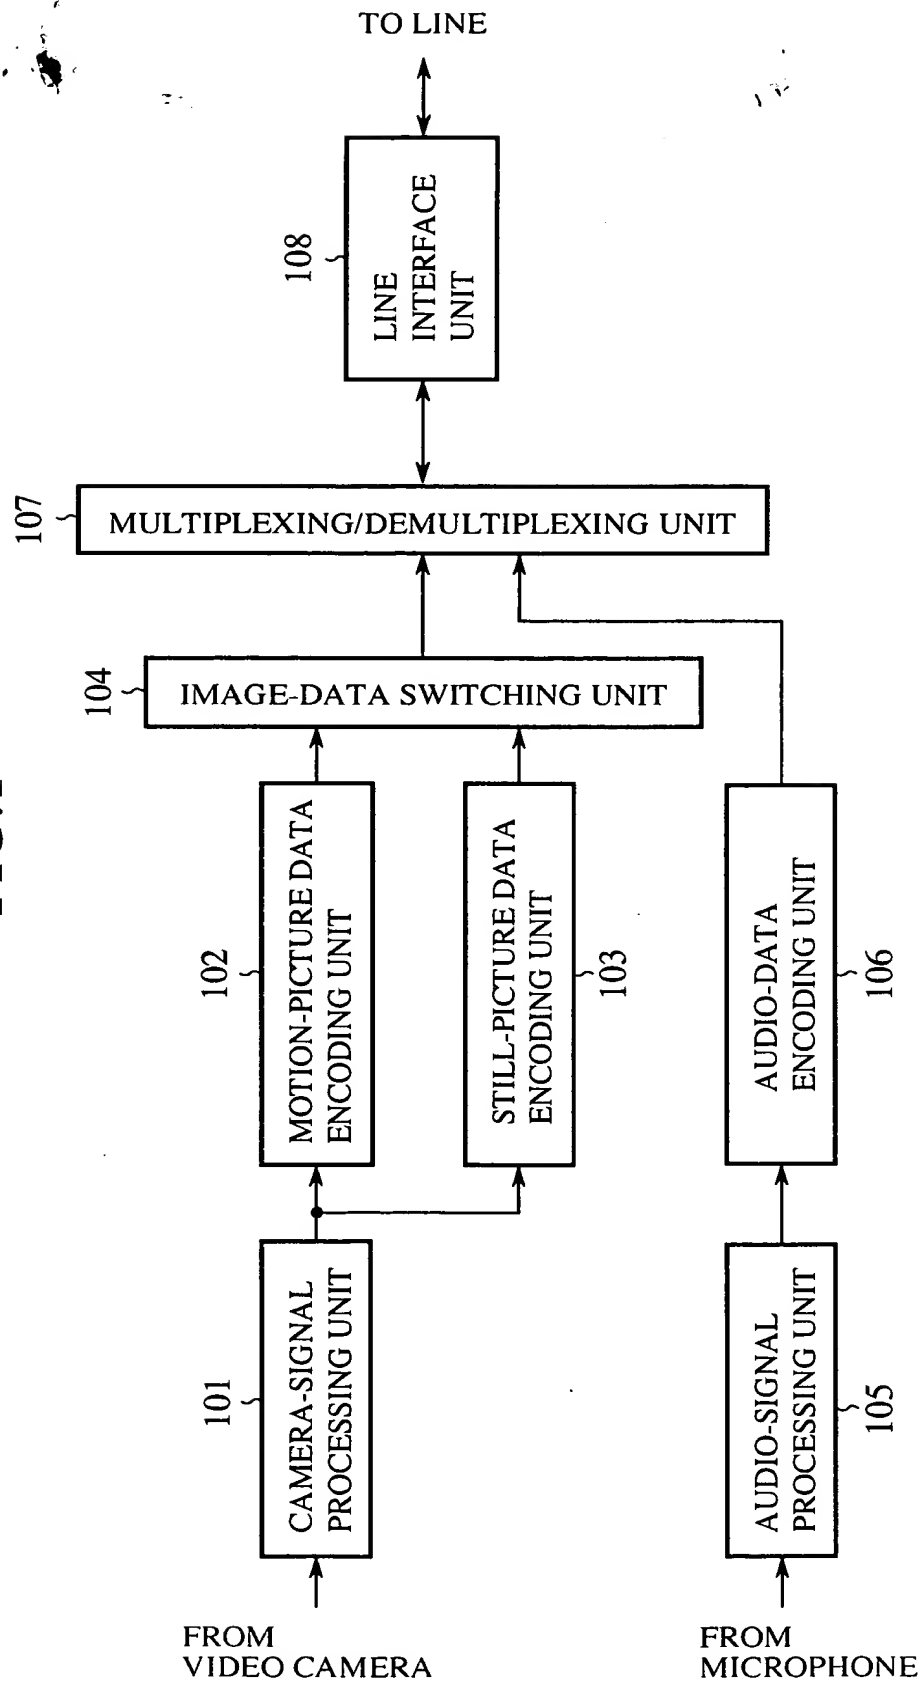 TO LINE
108
LINE
INTERFACE
UNIT
107
MULTIPLEXING/DEMULTIPLEXING UNIT
104
IMAGE-DATA SWITCHING UNIT
102
MOTION-PICTURE DATA
ENCODING UNIT
STILL-PICTURE DATA
ENCODING UNIT
103
AUDIO-DATA
ENCODING UNIT
106
101
CAMERA-SIGNAL
PROCESSING UNIT
AUDIO-SIGNAL
PROCESSING UNIT
105
FROM
VIDEO CAMERA
FROM
MICROPHONE